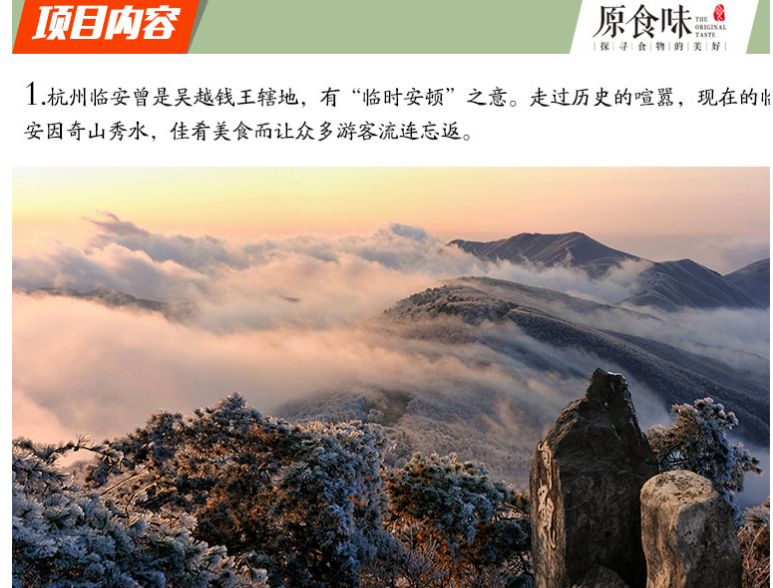 项目内容
原食味
THE
ORIGINAL
TASTE
探寻食物的美好
1.杭州临安曾是吴越钱王辖地，有“临时安顿”之意。走过历史的喧嚣，现在的临
安因奇山秀水，佳肴美食而让众多游客流连忘返。